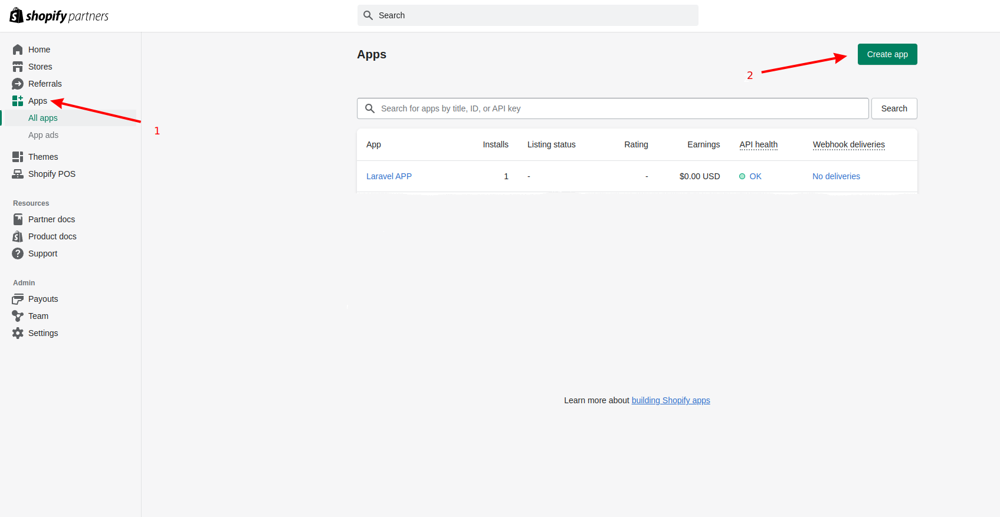 shopify partners
Search
Home
Stores
Referrals
Apps
All apps
App ads
Themes
Shopify POS
Resources
Partner docs
Product docs
Support
Admin
Payouts
Team
Settings
1
Apps
2
Create app
Search for apps by title, ID, or API key
Search
App Installs Listing status Rating Earnings API health Webhook deliveries
Laravel APP 1 - - $0.00 USD OK No deliveries
Learn more about building Shopify apps